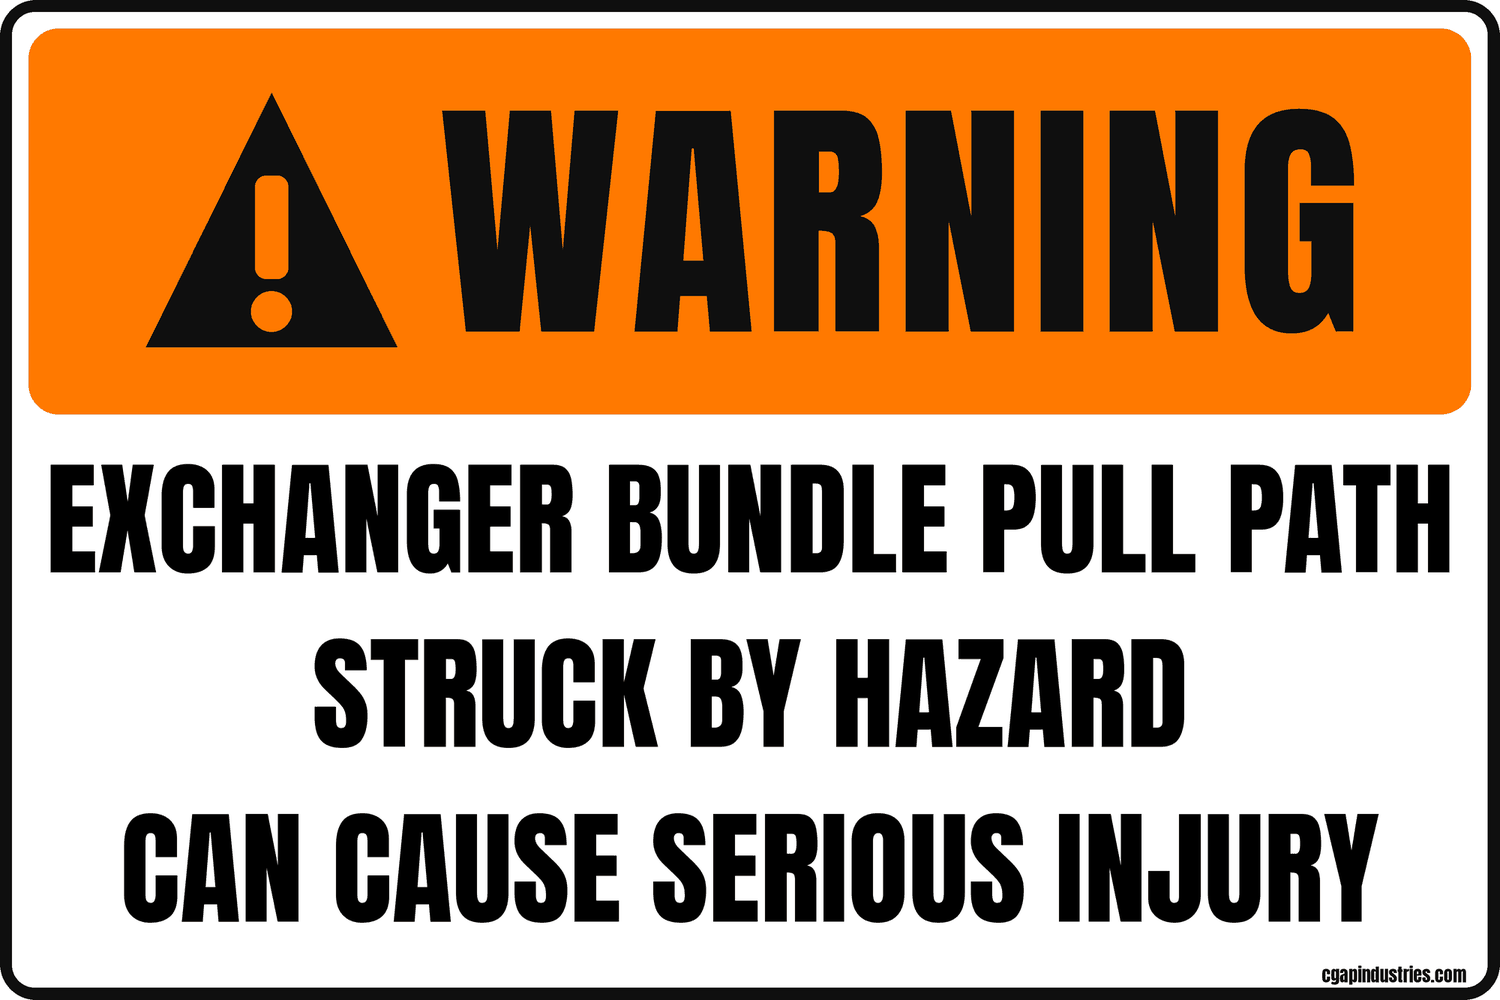 WARNING
EXCHANGER BUNDLE PULL PATH
STRUCK BY HAZARD
CAN CAUSE SERIOUS INJURY
cgapindustries.com